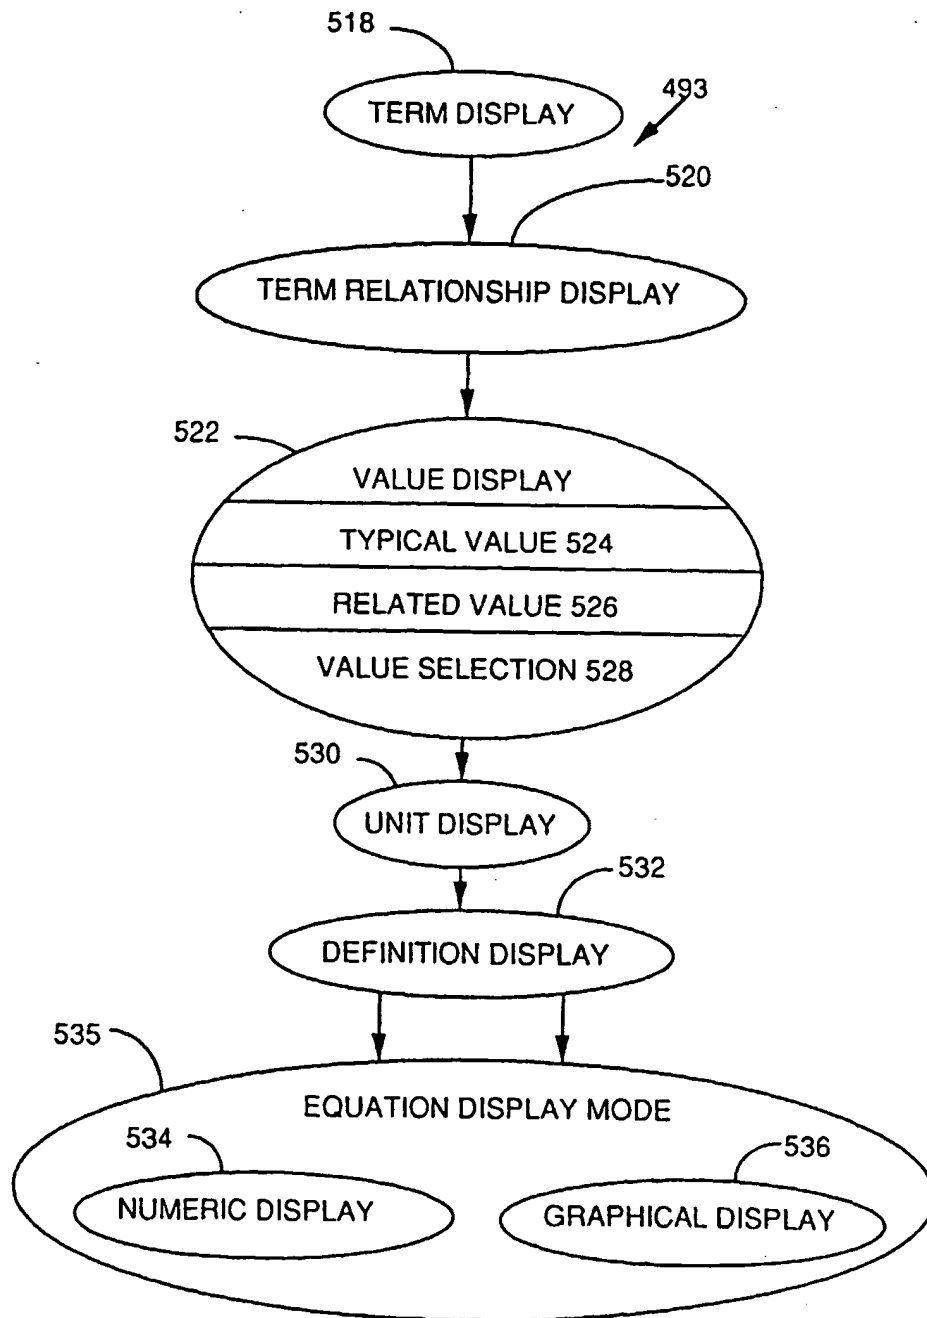 518
TERM DISPLAY
493
520
TERM RELATIONSHIP DISPLAY
522
VALUE DISPLAY
TYPICAL VALUE 524
RELATED VALUE 526
VALUE SELECTION 528
530
UNIT DISPLAY
532
DEFINITION DISPLAY
535
EQUATION DISPLAY MODE
534
536
NUMERIC DISPLAY
GRAPHICAL DISPLAY